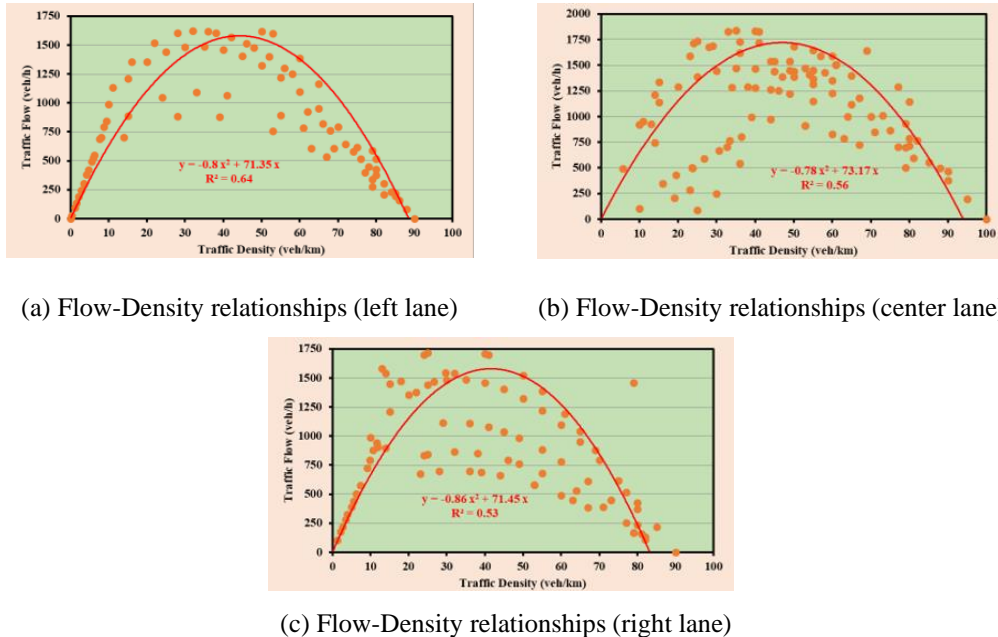 Traffic Flow (veh/h)
1750
1500
1250
1000
750
500
250
0
y = -0.8 x² + 71.35 x
R² = 0.64
0 10 20 30 40 50 60 70 80 90 100
Traffic Density (veh/km)
(a) Flow-Density relationships (left lane)
Traffic Flow (veh/h)
2000
1750
1500
1250
1000
750
500
250
0
y = -0.78 x² + 73.17 x
R² = 0.56
0 10 20 30 40 50 60 70 80 90 100
Traffic Density (veh/km)
(b) Flow-Density relationships (center lane
Traffic Flow (veh/h)
1750
1500
1250
1000
750
500
250
0
y = -0.86 x² + 71.45 x
R² = 0.53
0 10 20 30 40 50 60 70 80 90 100
Traffic Density (veh/km)
(c) Flow-Density relationships (right lane)